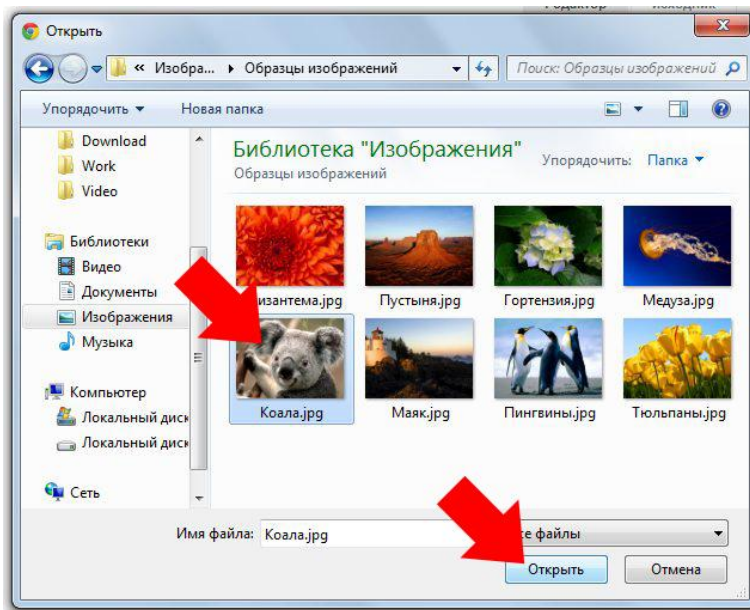 Редактор
Исходник
Открыть
« Изобра... ▸ Образцы изображений
Поиск: Образцы изображений
Упорядочить
Новая папка
Download
Work
Video
Библиотеки
Видео
Документы
Изображения
Музыка
Компьютер
Локальный диск
Локальный диск
Сеть
Библиотека "Изображения"
Образцы изображений
Упорядочить: Папка
изантема.jpg
Пустыня.jpg
Гортензия.jpg
Медуза.jpg
Коала.jpg
Маяк.jpg
Пингвины.jpg
Тюльпаны.jpg
Имя файла: Коала.jpg
е файлы
Открыть
Отмена